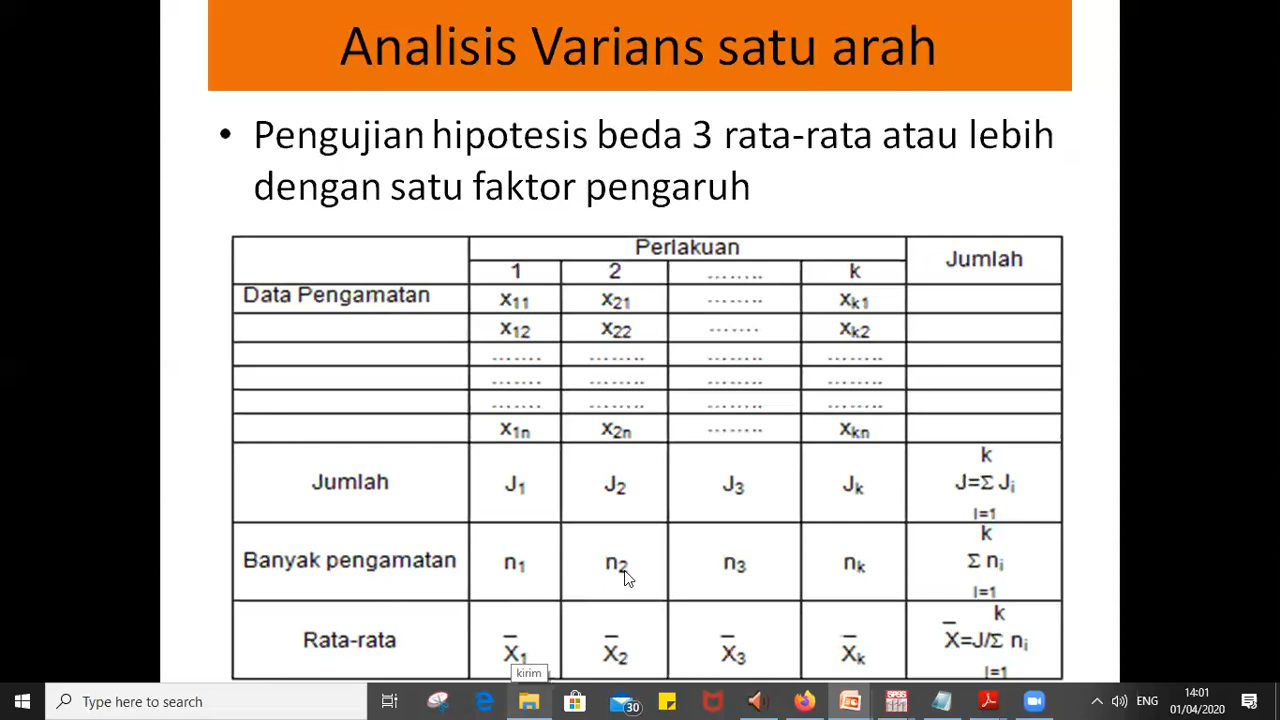 Analisis Varians satu arah
• Pengujian hipotesis beda 3 rata-rata atau lebih
dengan satu faktor pengaruh
Perlakuan Jumlah
1 2 ........ k
Data Pengamatan x11 x21 ........ xk1
x12 x22 ....... xk2
....... ........ ........ ........
....... ........ ........ ........
....... ........ ........ ........
x1n x2n ........ xkn
k
Jumlah J1 J2 J3 Jk J=Σ Ji
I=1
k
Banyak pengamatan n1 n2 n3 nk Σ ni
I=1
k
Rata-rata X̄1 X̄2 X̄3 X̄k X̄=J/Σ ni
I=1
kirim
Type here to search 30 ENG 14:01
01/04/2020